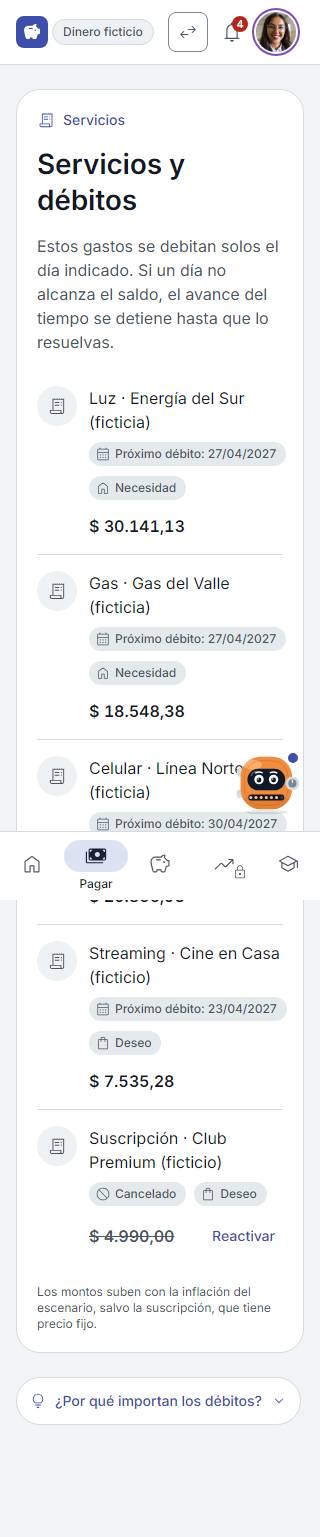 Dinero ficticio
4
Servicios
Servicios y
débitos
Estos gastos se debitan solos el
día indicado. Si un día no
alcanza el saldo, el avance del
tiempo se detiene hasta que lo
resuelvas.
Luz · Energía del Sur
(ficticia)
Próximo débito: 27/04/2027
Necesidad
$ 30.141,13
Gas · Gas del Valle
(ficticia)
Próximo débito: 27/04/2027
Necesidad
$ 18.548,38
Celular · Línea Norte
(ficticia)
Próximo débito: 30/04/2027
Pagar
Streaming · Cine en Casa
(ficticio)
Próximo débito: 23/04/2027
Deseo
$ 7.535,28
Suscripción · Club
Premium (ficticio)
Cancelado Deseo
$ 4.990,00 Reactivar
Los montos suben con la inflación del
escenario, salvo la suscripción, que tiene
precio fijo.
¿Por qué importan los débitos?